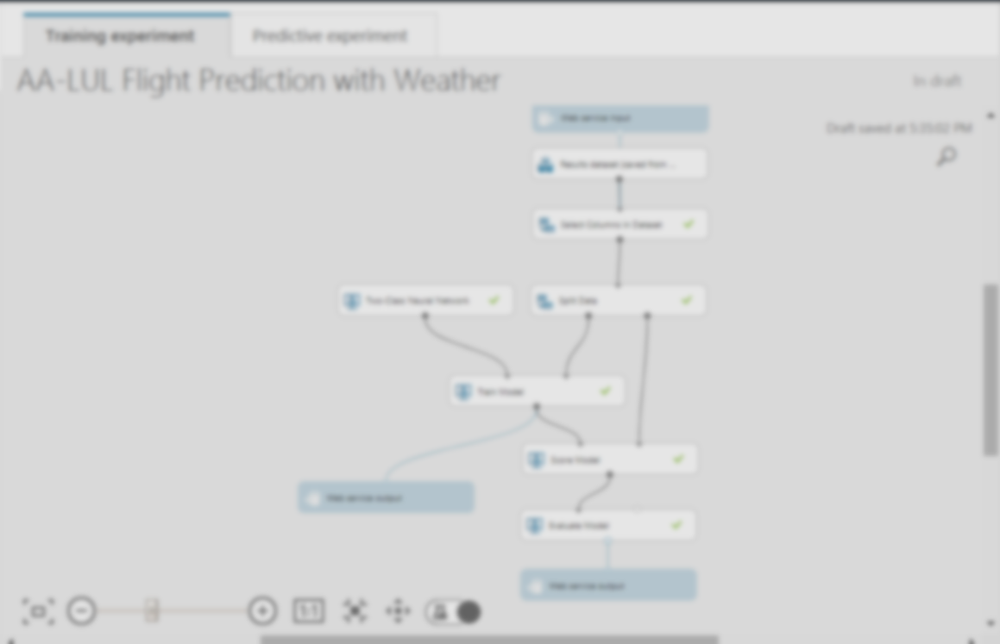 Training experiment
Predictive experiment
AA-LUL Flight Prediction with Weather
In draft
Draft saved at 5:35:02 PM
Web service input
Results dataset saved from ...
Select Columns in Dataset
Two-Class Neural Network
Split Data
Train Model
Score Model
Web service output
Evaluate Model
Web service output
1:1